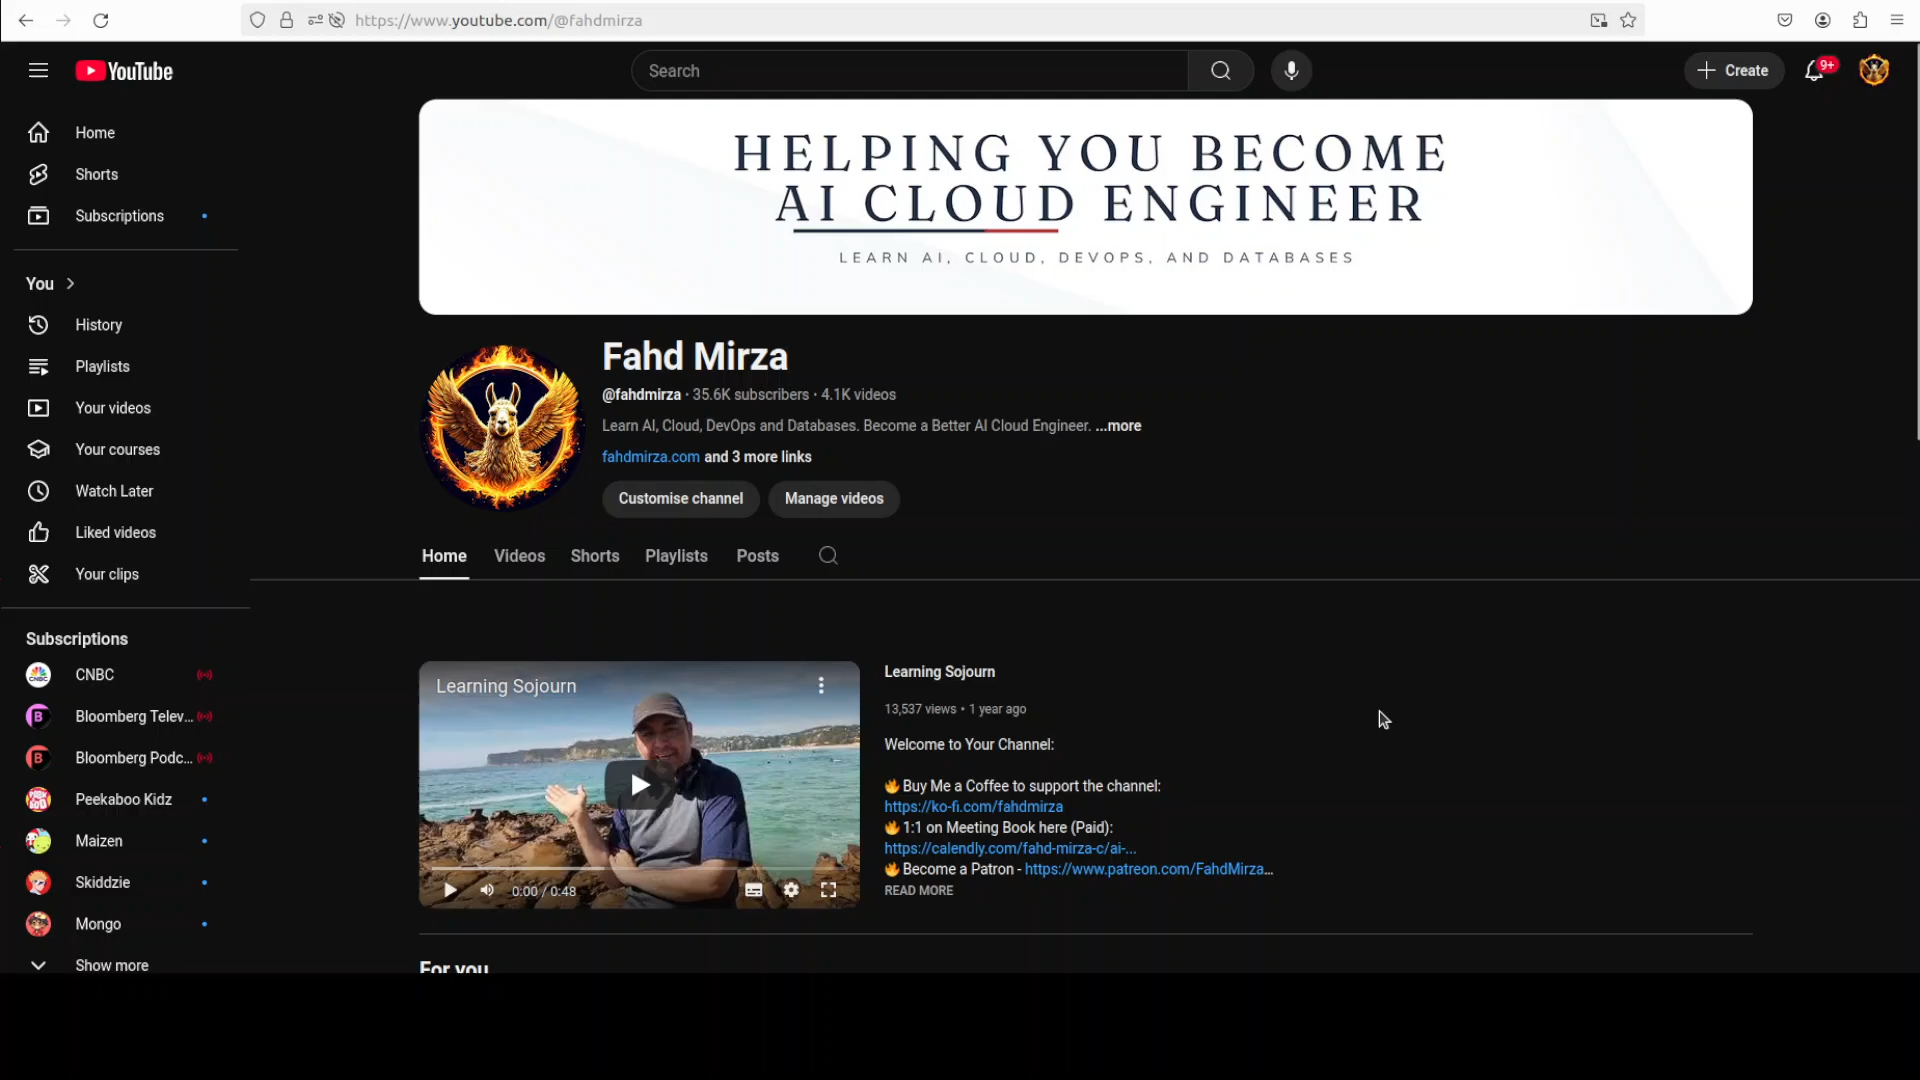 https://www.youtube.com/@fahdmirza
YouTube
Search
Create
9+
Home
Shorts
Subscriptions
You
History
Playlists
Your videos
Your courses
Watch Later
Liked videos
Your clips
Subscriptions
CNBC
Bloomberg Telev...
Bloomberg Podc...
Peekaboo Kidz
Maizen
Skiddzie
Mongo
Show more
HELPING YOU BECOME
AI CLOUD ENGINEER
LEARN AI, CLOUD, DEVOPS, AND DATABASES
Fahd Mirza
@fahdmirza • 35.6K subscribers • 4.1K videos
Learn AI, Cloud, DevOps and Databases. Become a Better AI Cloud Engineer. ...more
fahdmirza.com and 3 more links
Customise channel
Manage videos
Home Videos Shorts Playlists Posts
Learning Sojourn
0:00 / 0:48
Learning Sojourn
13,537 views • 1 year ago
Welcome to Your Channel:
🔥Buy Me a Coffee to support the channel:
https://ko-fi.com/fahdmirza
🔥1:1 on Meeting Book here (Paid):
https://calendly.com/fahd-mirza-c/ai-...
🔥Become a Patron - https://www.patreon.com/FahdMirza...
READ MORE
For you